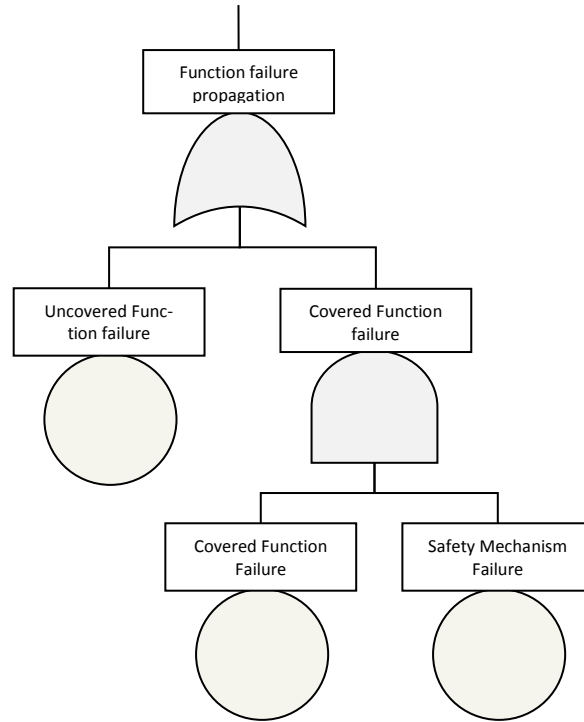 Function failure
propagation
Uncovered Func-
tion failure
Covered Function
failure
Covered Function
Failure
Safety Mechanism
Failure